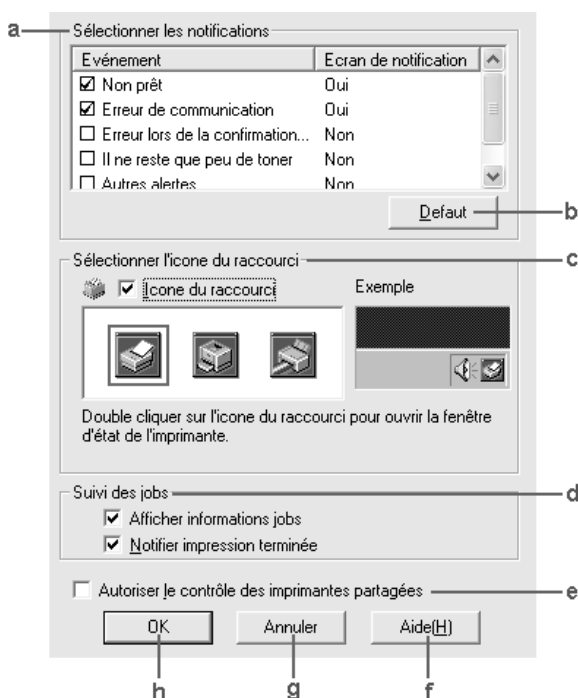 a
Sélectionner les notifications
Evénement Ecran de notification
Non prêt Oui
Erreur de communication Oui
Erreur lors de la confirmation... Non
Il ne reste que peu de toner Non
Autres alertes Non
Defaut b
Sélectionner l'icone du raccourci c
Icone du raccourci Exemple
Double cliquer sur l'icone du raccourci pour ouvrir la fenêtre
d'état de l'imprimante.
Suivi des jobs d
Afficher informations jobs
Notifier impression terminée
Autoriser le contrôle des imprimantes partagées e
OK Annuler Aide(H)
h g f